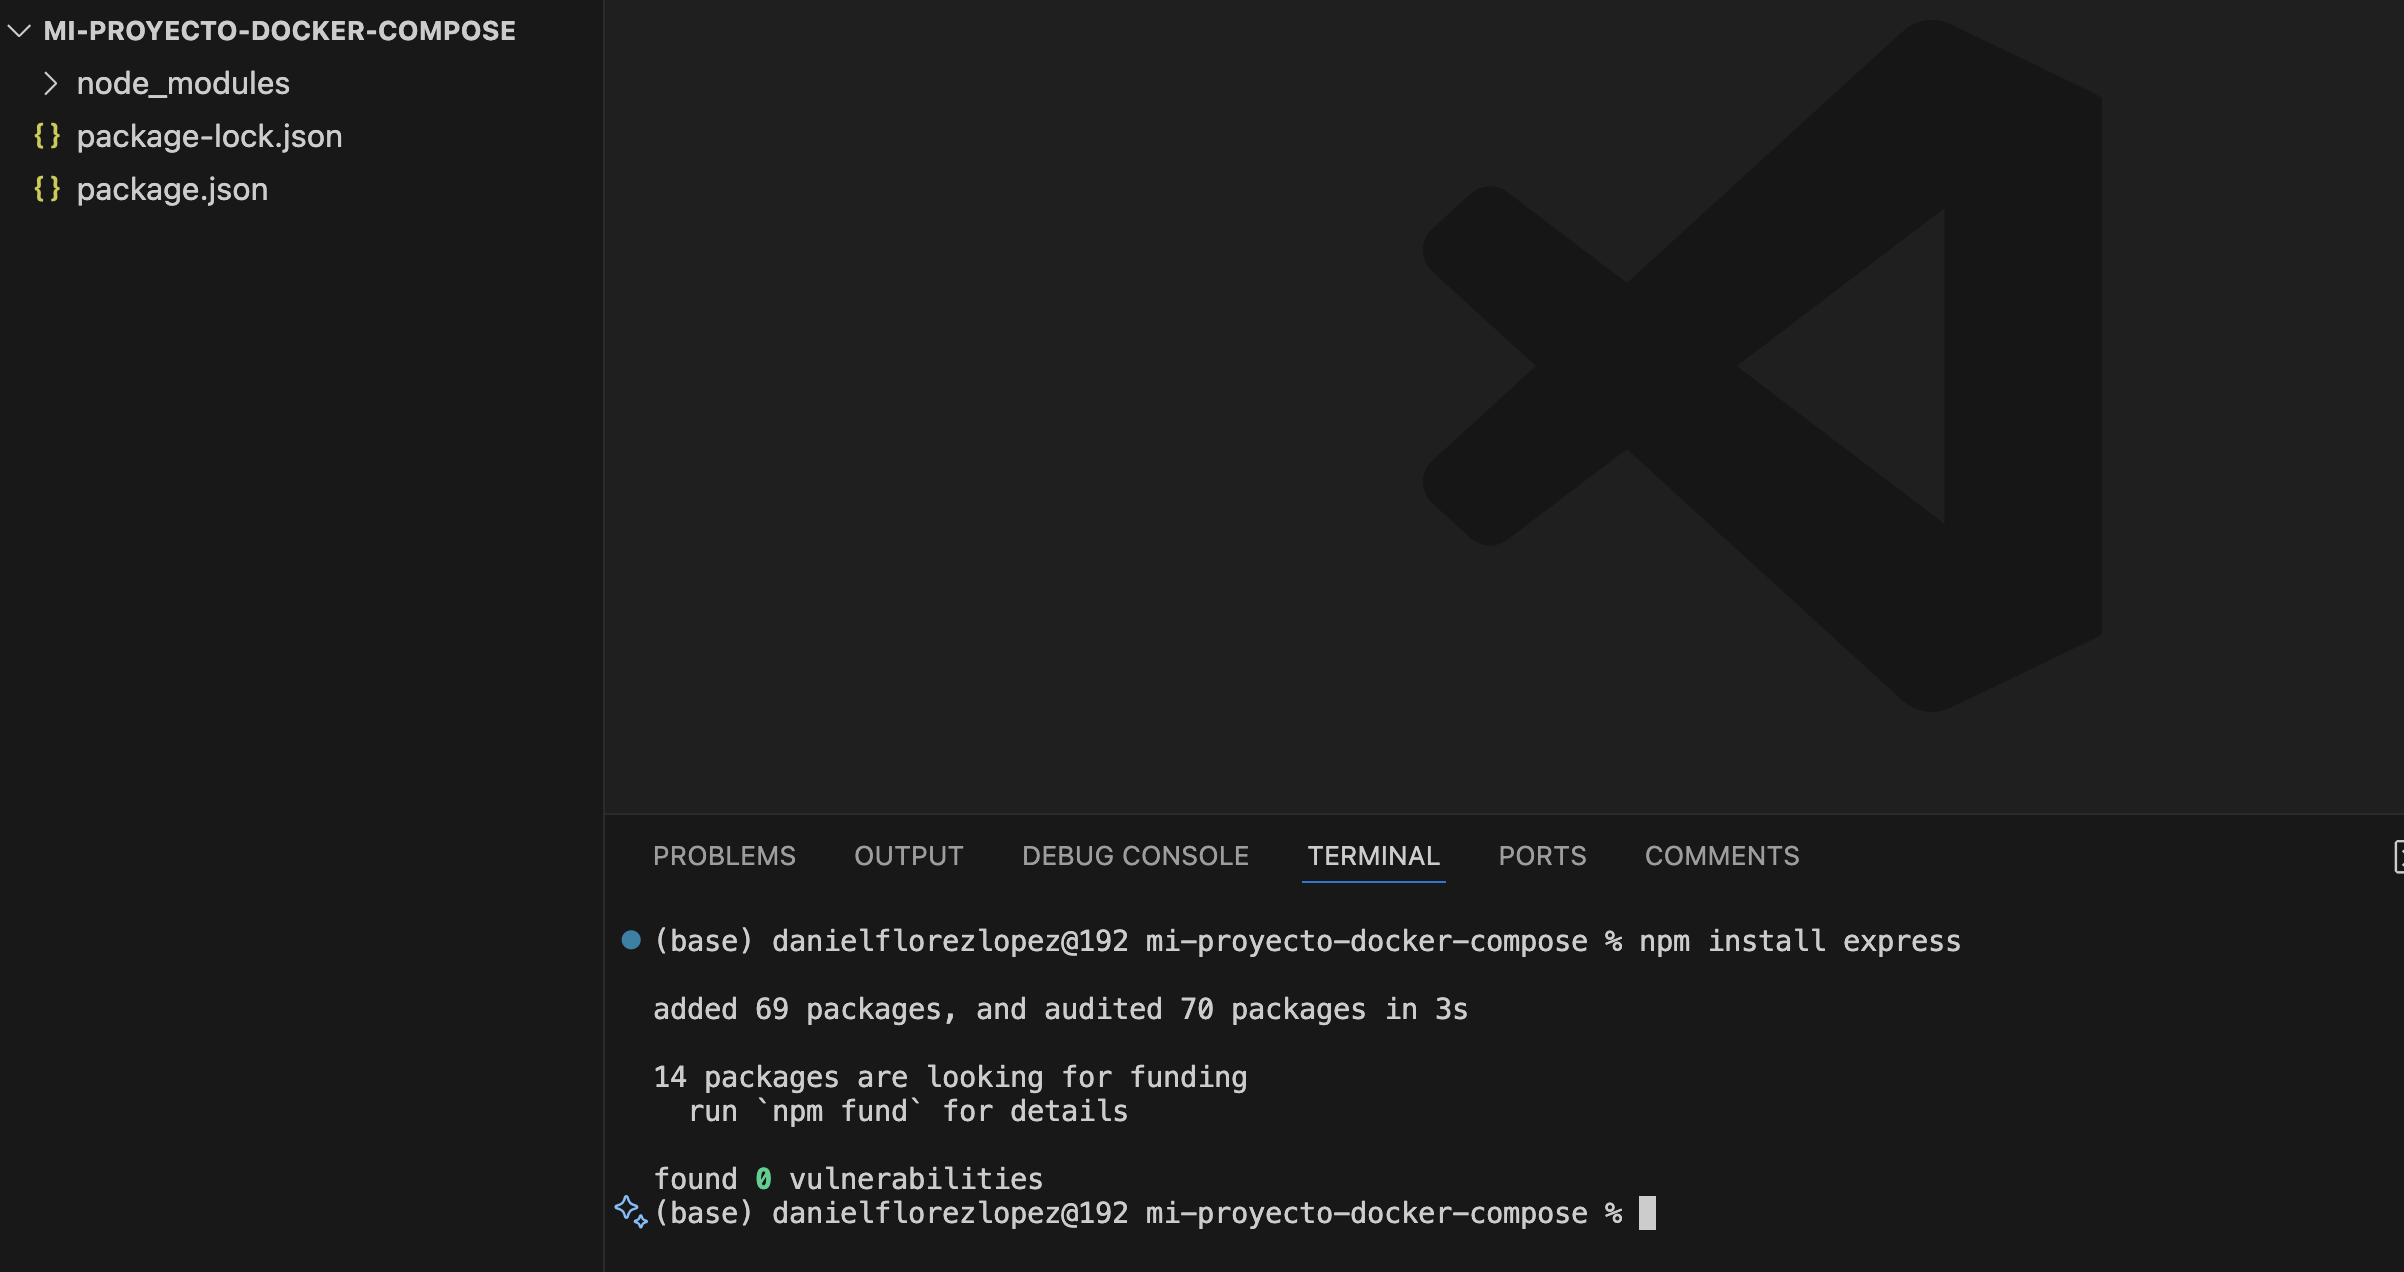 MI-PROYECTO-DOCKER-COMPOSE
node_modules
{} package-lock.json
{} package.json
PROBLEMS OUTPUT DEBUG CONSOLE TERMINAL PORTS COMMENTS
(base) danielflorezlopez@192 mi-proyecto-docker-compose % npm install express
added 69 packages, and audited 70 packages in 3s
14 packages are looking for funding
run `npm fund` for details
found 0 vulnerabilities
(base) danielflorezlopez@192 mi-proyecto-docker-compose %